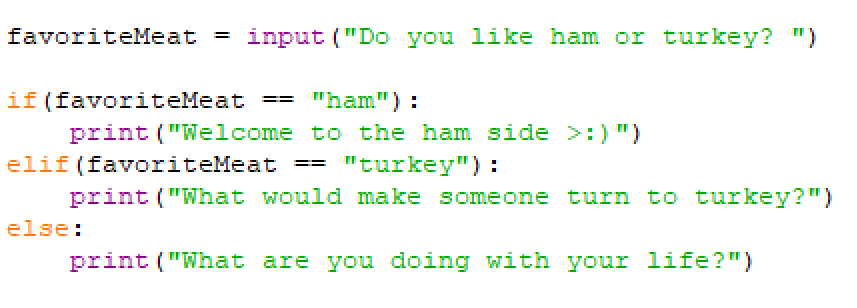 favoriteMeat = input("Do you like ham or turkey? ")
if(favoriteMeat == "ham"):
    print("Welcome to the ham side >:)")
elif(favoriteMeat == "turkey"):
    print("What would make someone turn to turkey?")
else:
    print("What are you doing with your life?")